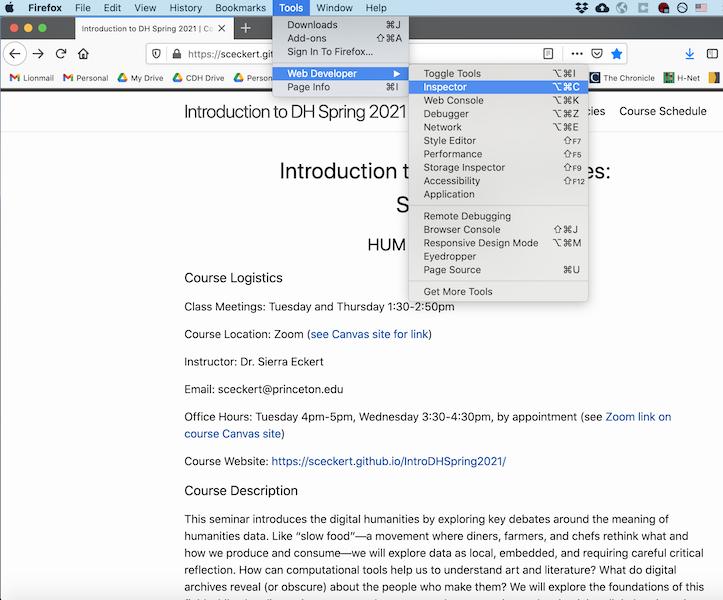 Firefox File Edit View History Bookmarks Tools Window Help
Introduction to DH Spring 2021 | C
Downloads ⌘J
Add-ons ⇧⌘A
Sign In To Firefox...
Web Developer
Page Info ⌘I
https://sceckert.git
Lionmail Personal My Drive CDH Drive The Chronicle H-Net
Toggle Tools ⌥⌘I
Inspector ⌥⌘C
Web Console ⌥⌘K
Debugger ⌥⌘Z
Network ⌥⌘E
Style Editor ⇧F7
Performance ⇧F5
Storage Inspector ⇧F9
Accessibility ⇧F12
Application
Remote Debugging
Browser Console ⇧⌘J
Responsive Design Mode ⌥⌘M
Eyedropper
Page Source ⌘U
Get More Tools
Introduction to DH Spring 2021 cies Course Schedule
Introduction t es:
S
HUM
Course Logistics
Class Meetings: Tuesday and Thursday 1:30-2:50pm
Course Location: Zoom (see Canvas site for link)
Instructor: Dr. Sierra Eckert
Email: sceckert@princeton.edu
Office Hours: Tuesday 4pm-5pm, Wednesday 3:30-4:30pm, by appointment (see Zoom link on
course Canvas site)
Course Website: https://sceckert.github.io/IntroDHSpring2021/
Course Description
This seminar introduces the digital humanities by exploring key debates around the meaning of
humanities data. Like “slow food”—a movement where diners, farmers, and chefs rethink what and
how we produce and consume—we will explore data as local, embedded, and requiring careful critical
reflection. How can computational tools help us to understand art and literature? What do digital
archives reveal (or obscure) about the people who make them? We will explore the foundations of this